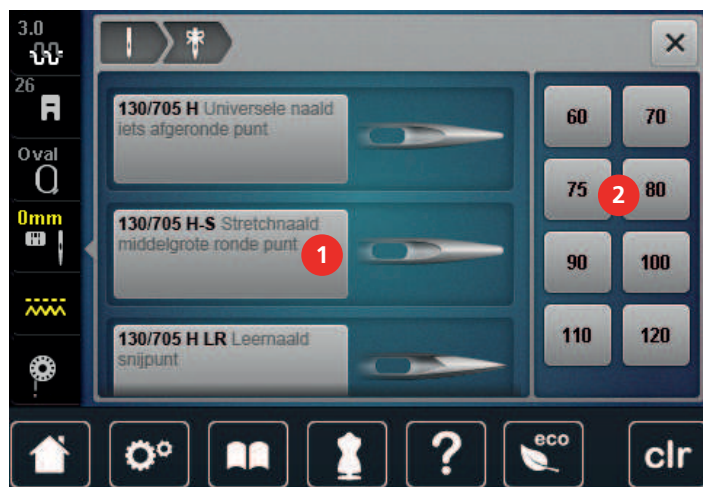 3.0
26
Oval
0mm
130/705 H Universele naald
iets afgeronde punt
130/705 H-S Stretchnaald
middelgrote ronde punt
1
130/705 H LR Leernaald
snijpunt
60 70
75 2 80
90 100
110 120
?
eco
clr